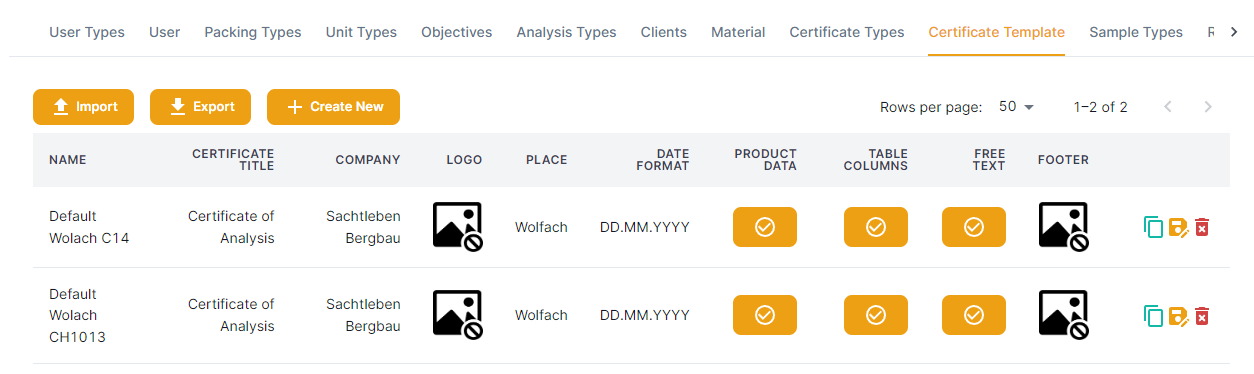 User Types User Packing Types Unit Types Objectives Analysis Types Clients Material Certificate Types Certificate Template Sample Types
Import Export Create New Rows per page: 50 1–2 of 2
NAME CERTIFICATE TITLE COMPANY LOGO PLACE DATE FORMAT PRODUCT DATA TABLE COLUMNS FREE TEXT FOOTER
Default Certificate of Sachtleben
Wolach C14 Analysis Bergbau Wolfach DD.MM.YYYY
Default
Wolach
CH1013
Certificate of
Analysis
Sachtleben
Bergbau
Wolfach DD.MM.YYYY